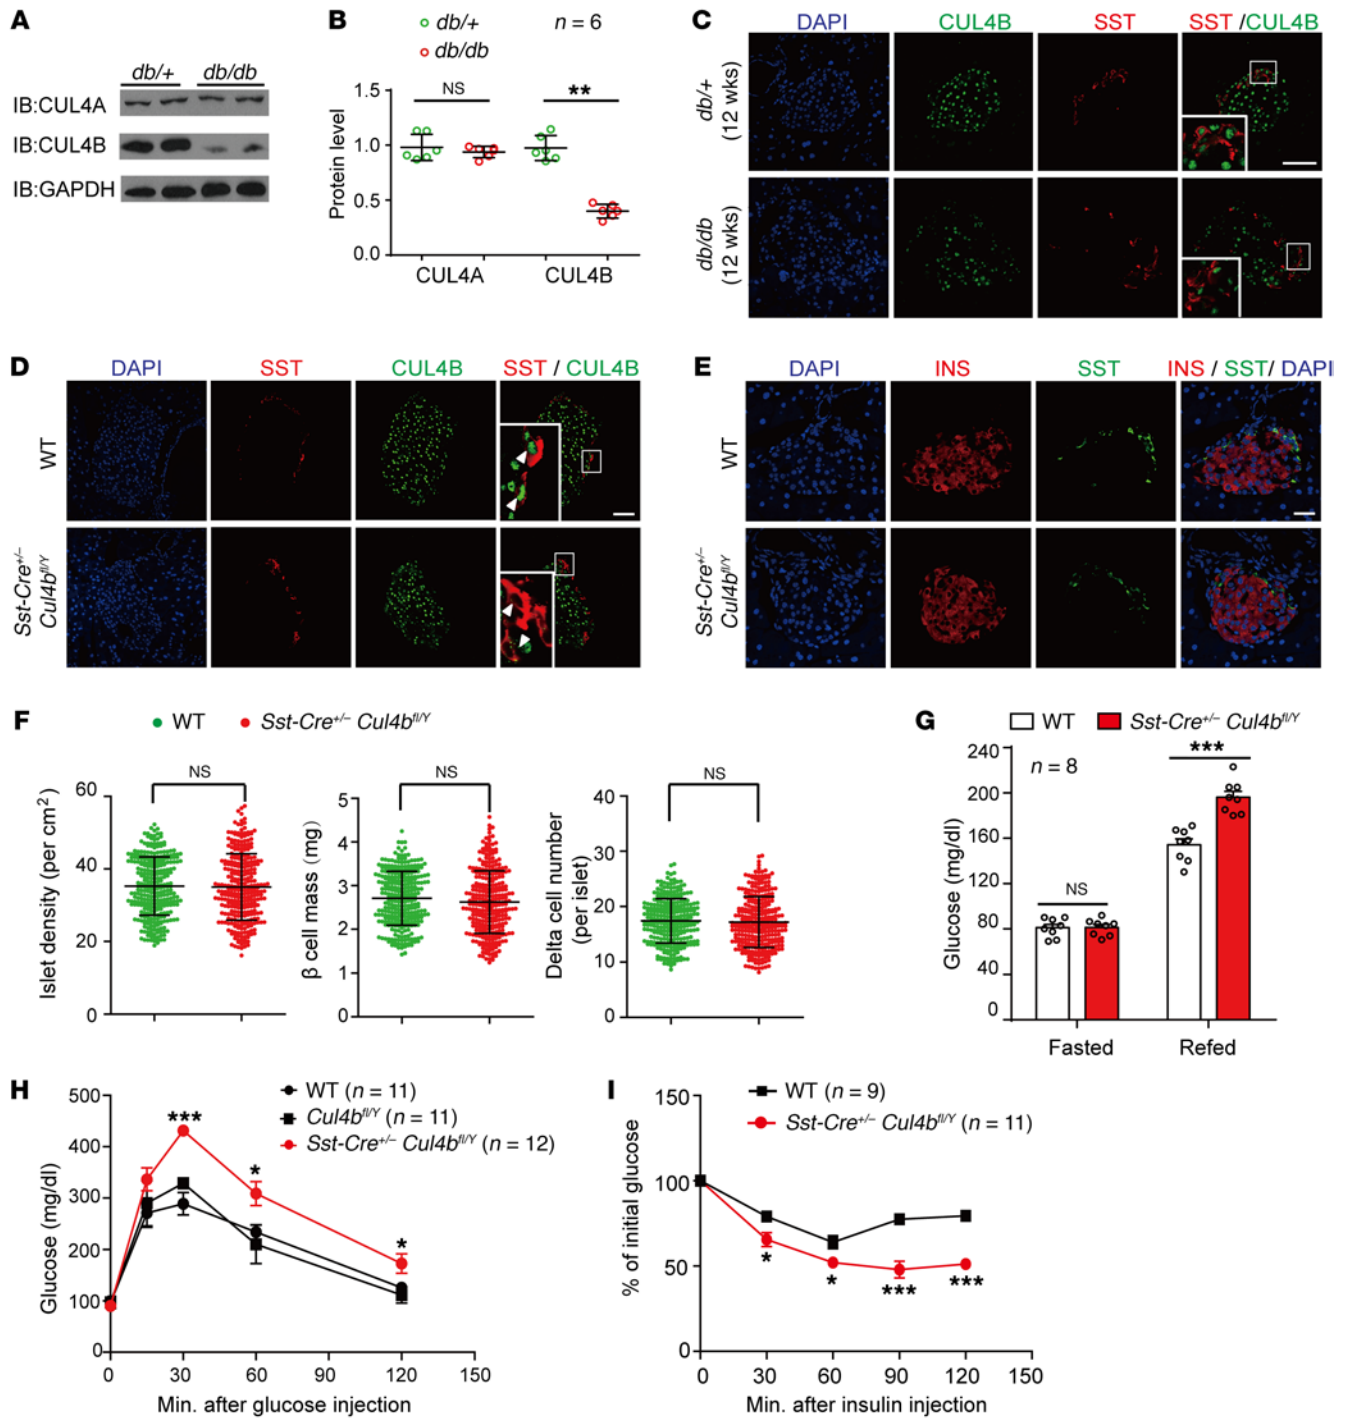 A
db/+ db/db
IB:CUL4A
IB:CUL4B
IB:GAPDH
B
db/+
db/db
n = 6
Protein level
1.5
1.0
0.5
0.0
NS
**
CUL4A
CUL4B
C
DAPI CUL4B SST SST /CUL4B
db/+
(12 wks)
db/db
(12 wks)
D
DAPI SST CUL4B SST / CUL4B
WT
Sst-Cre+/–
Cul4bfl/Y
E
DAPI INS SST INS / SST/ DAPI
WT
Sst-Cre+/–
Cul4bfl/Y
F
WT Sst-Cre+/– Cul4bfl/Y
Islet density (per cm2)
60
40
20
0
NS
β cell mass (mg)
5
4
3
2
1
0
NS
Delta cell number
(per islet)
40
30
20
10
0
NS
G
WT Sst-Cre+/– Cul4bfl/Y
n = 8
Glucose (mg/dl)
240
200
160
120
80
40
0
NS
***
Fasted Refed
H
WT (n = 11)
Cul4bfl/Y (n = 11)
Sst-Cre+/– Cul4bfl/Y (n = 12)
Glucose (mg/dl)
500
400
300
200
100
0
***
*
*
0 30 60 90 120 150
Min. after glucose injection
I
WT (n = 9)
Sst-Cre+/– Cul4bfl/Y (n = 11)
% of initial glucose
150
100
50
0
*
*
***
***
0 30 60 90 120 150
Min. after insulin injection